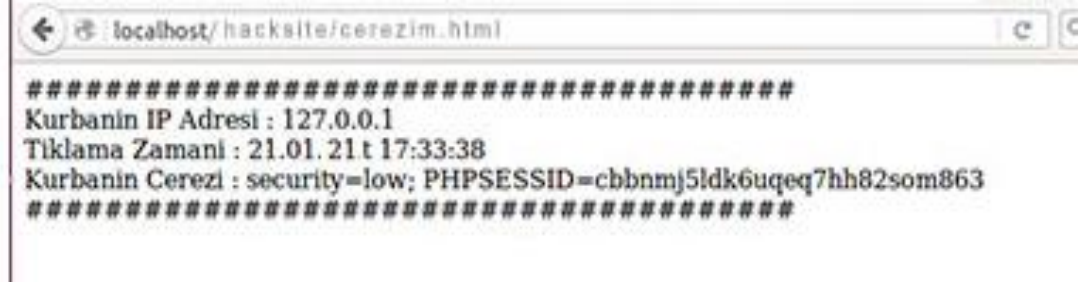 localhost/hacksite/cerezim.html
#######################################
Kurbanin IP Adresi : 127.0.0.1
Tiklama Zamani : 21.01.21 t 17:33:38
Kurbanin Cerezi : security=low; PHPSESSID=cbbnmj5ldk6uqeq7hh82som863
#######################################